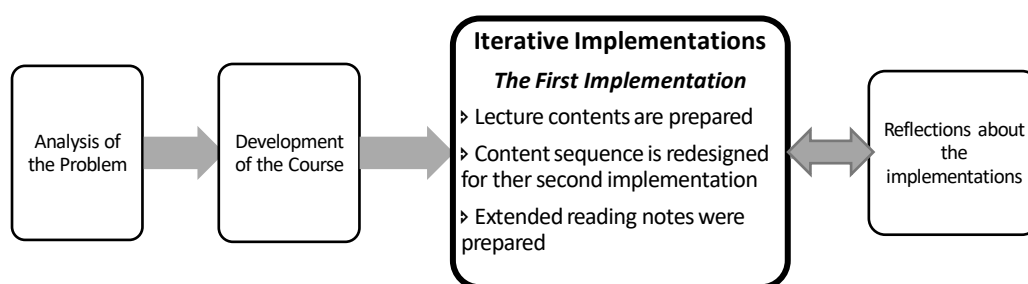 Analysis of
the Problem
Development
of the Course
Iterative Implementations
The First Implementation
Lecture contents are prepared
Content sequence is redesigned
for ther second implementation
Extended reading notes were
prepared
Reflections about
the
implementations